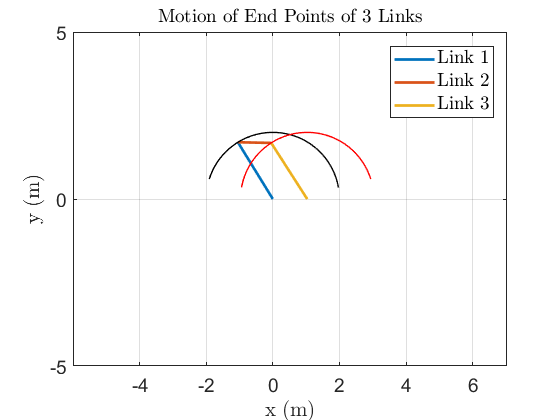 Motion of End Points of 3 Links
Link 1
Link 2
Link 3
5
0
-5
y (m)
-4 -2 0 2 4 6
x (m)